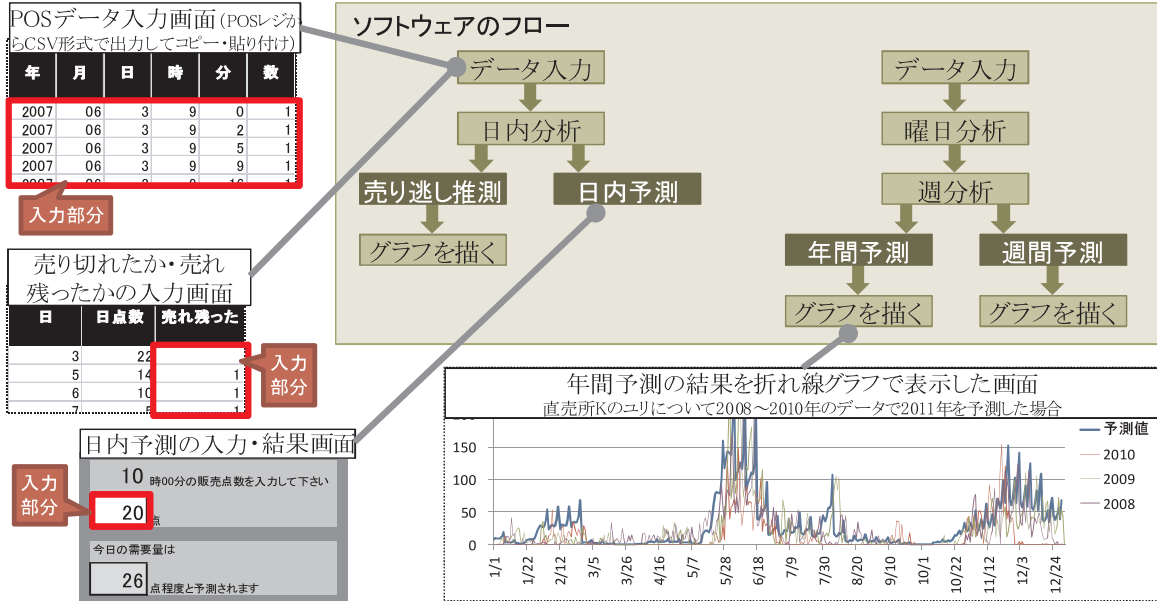 POSデータ入力画面(POSレジか
らCSV形式で出力してコピー・貼り付け)
年 月 日 時 分 数
2007 06 3 9 0 1
2007 06 3 9 2 1
2007 06 3 9 5 1
2007 06 3 9 9 1
2007 06 3 9 16 1
入力部分
売り切れたか・売れ
残ったかの入力画面
日 日点数 売れ残った
3 22
5 14 1
6 10 1
7 5 1
入力
部分
日内予測の入力・結果画面
入力
部分
10 時00分の販売点数を入力して下さい
20 点
今日の需要量は
26 点程度と予測されます
ソフトウェアのフロー
データ入力
日内分析
売り逃し推測 日内予測
グラフを描く
データ入力
曜日分析
週分析
年間予測 週間予測
グラフを描く グラフを描く
年間予測の結果を折れ線グラフで表示した画面
直売所Kのユリについて2008~2010年のデータで2011年を予測した場合
200
150
100
50
0
1/1 1/22 2/12 3/5 3/26 4/16 5/7 5/28 6/18 7/9 7/30 8/20 9/10 10/1 10/22 11/12 12/3 12/24
予測値
2010
2009
2008